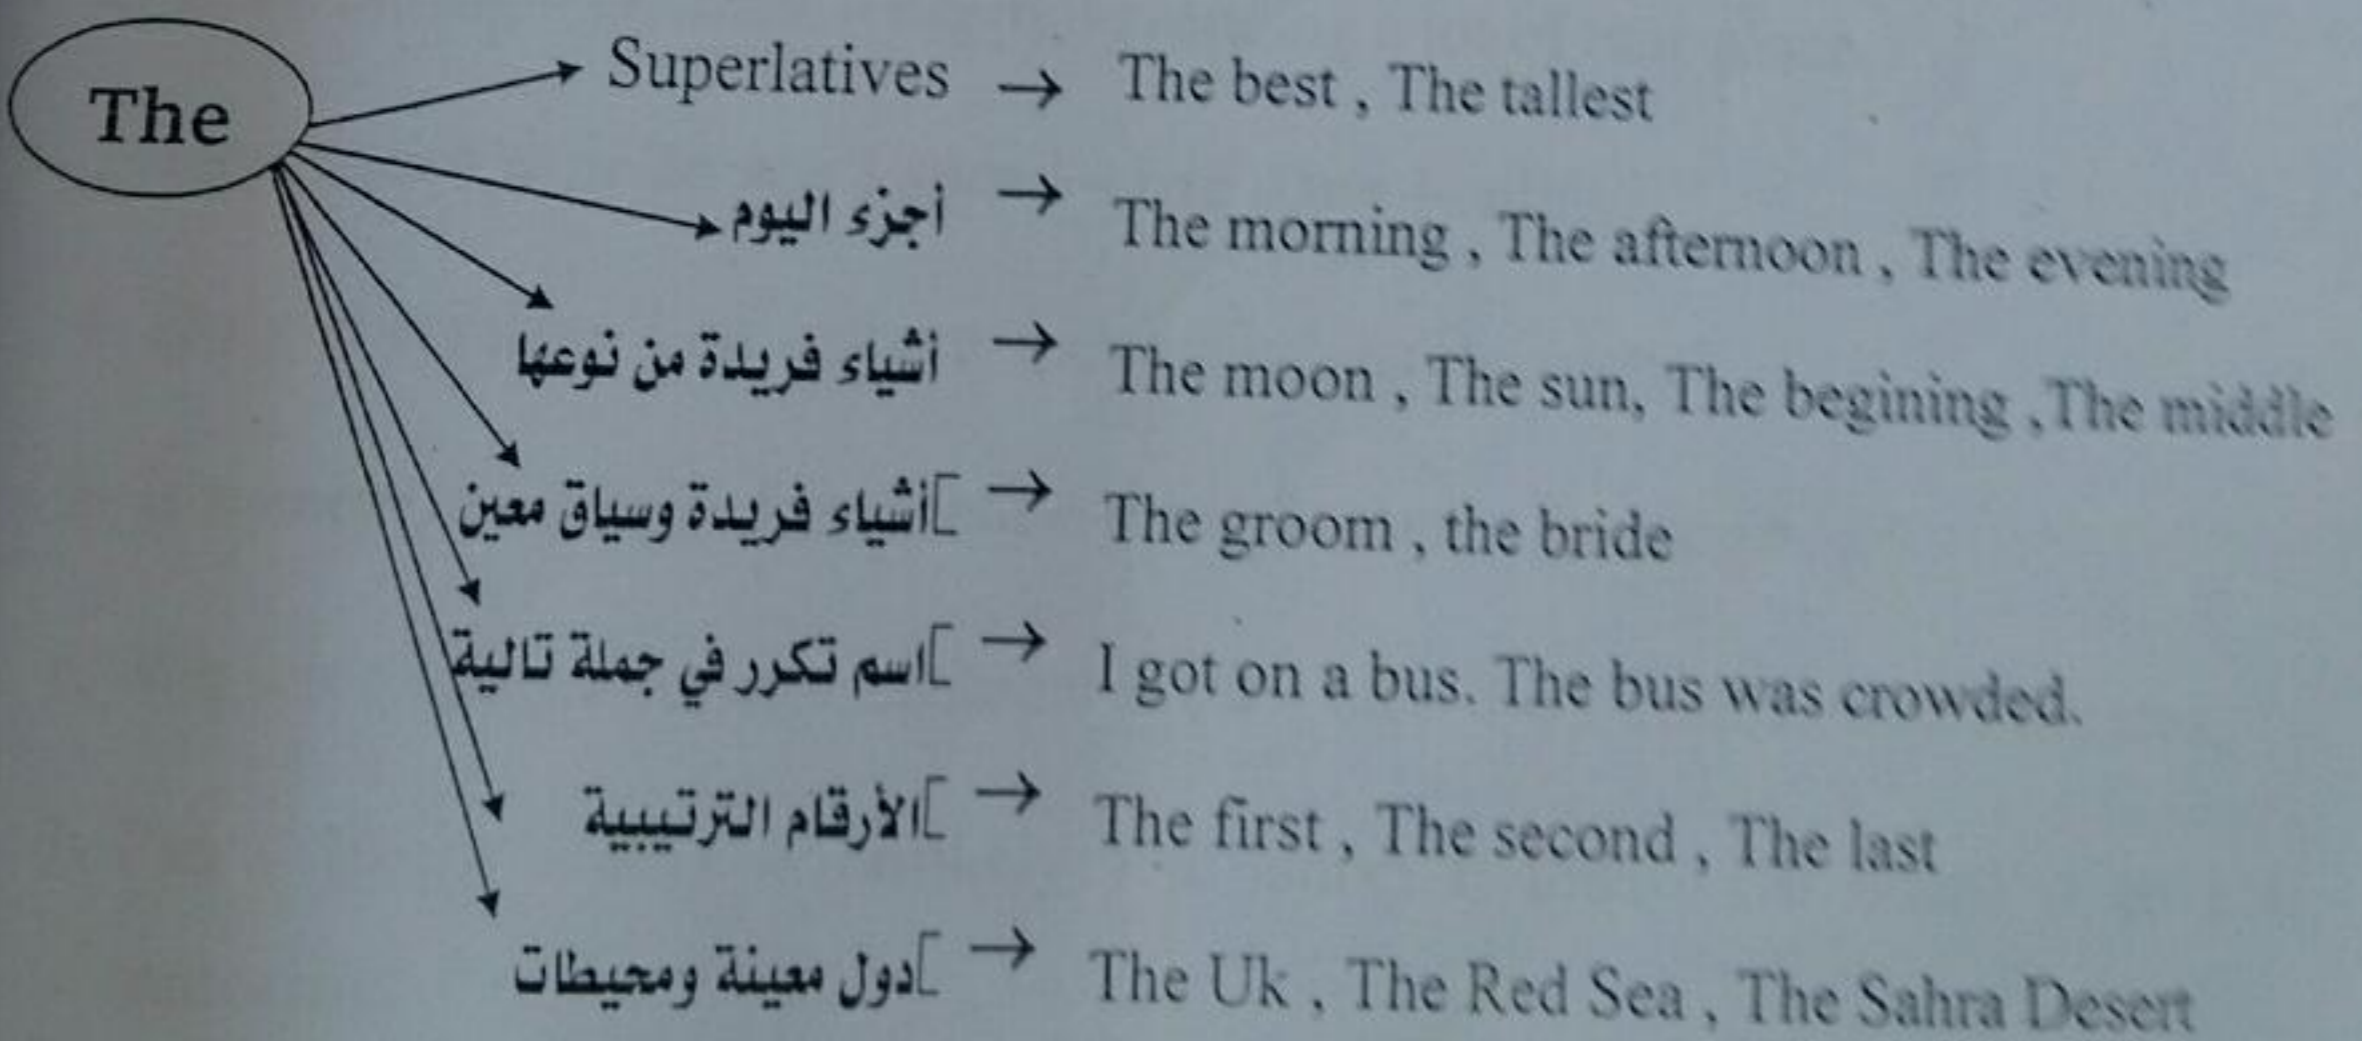 The
Superlatives → The best , The tallest
أجزء اليوم → The morning , The afternoon , The evening
أشياء فريدة من نوعها → The moon , The sun, The begining ,The middle
[أشياء فريدة وسياق معين → The groom , the bride
[اسم تكرر في جملة تالية → I got on a bus. The bus was crowded.
[الأرقام الترتيبية → The first , The second , The last
[دول معينة ومحيطات → The Uk , The Red Sea , The Sahra Desert